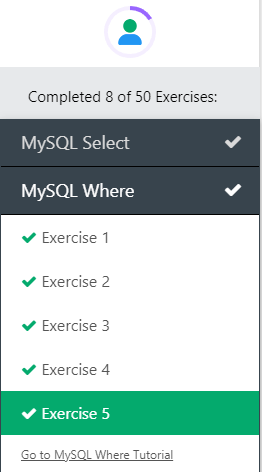 Completed 8 of 50 Exercises:
MySQL Select
MySQL Where
Exercise 1
Exercise 2
Exercise 3
Exercise 4
Exercise 5
Go to MySQL Where Tutorial